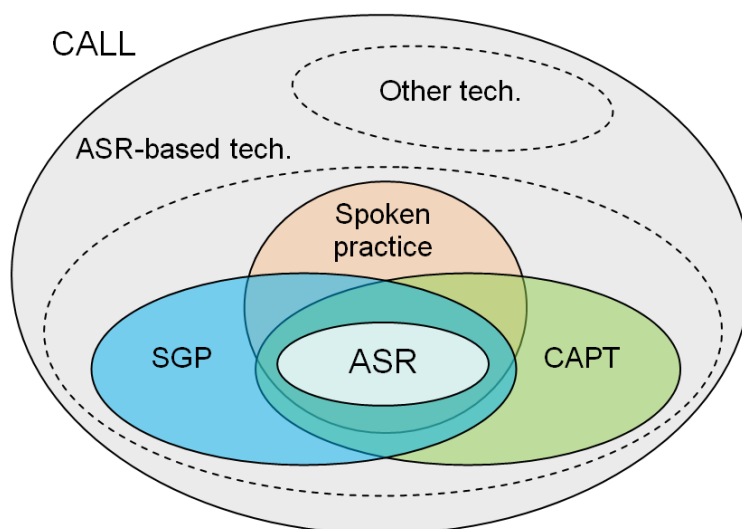 CALL
Other tech.
ASR-based tech.
Spoken
practice
SGP
ASR
CAPT